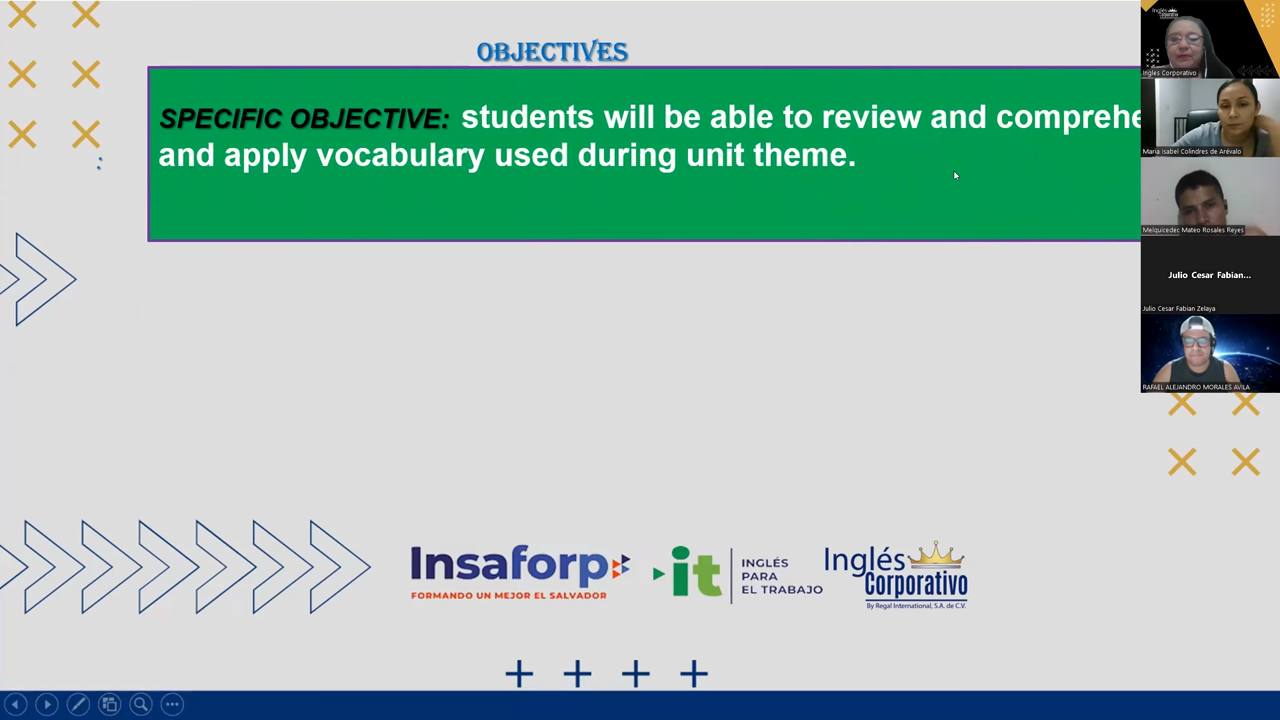 OBJECTIVES
SPECIFIC OBJECTIVE: students will be able to review and comprehe
and apply vocabulary used during unit theme.
Insaforp
FORMANDO UN MEJOR EL SALVADOR
it
INGLÉS
PARA
EL TRABAJO
Inglés
Corporativo
By Regal International, S.A. de C.V.
Inglés Corporativo
Maria Isabel Colindres de Arévalo
Melquicedec Mateo Rosales Reyes
Julio Cesar Fabian...
Julio Cesar Fabian Zelaya
RAFAEL ALEJANDRO MORALES AVILA